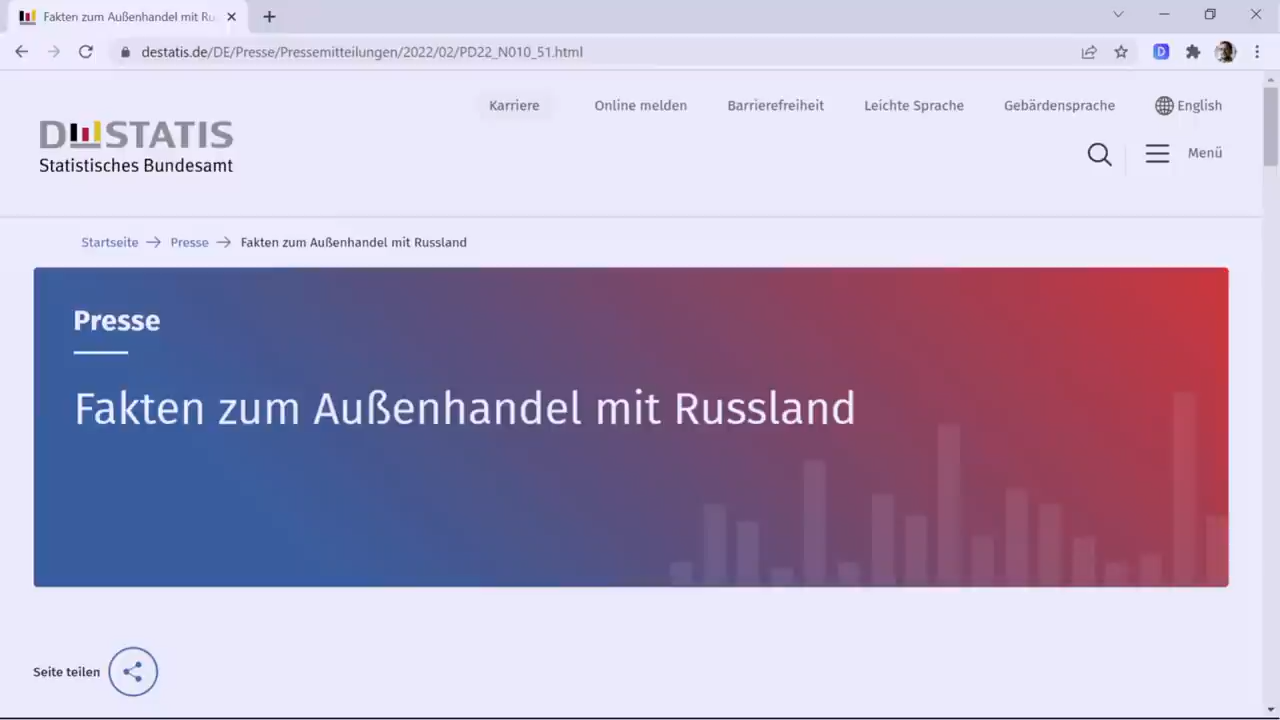 Fakten zum Außenhandel mit Ru
destatis.de/DE/Presse/Pressemitteilungen/2022/02/PD22_N010_51.html
Karriere
Online melden
Barrierefreiheit
Leichte Sprache
Gebärdensprache
English
DESTATIS
Statistisches Bundesamt
Menü
Startseite → Presse → Fakten zum Außenhandel mit Russland
Presse
Fakten zum Außenhandel mit Russland
Seite teilen